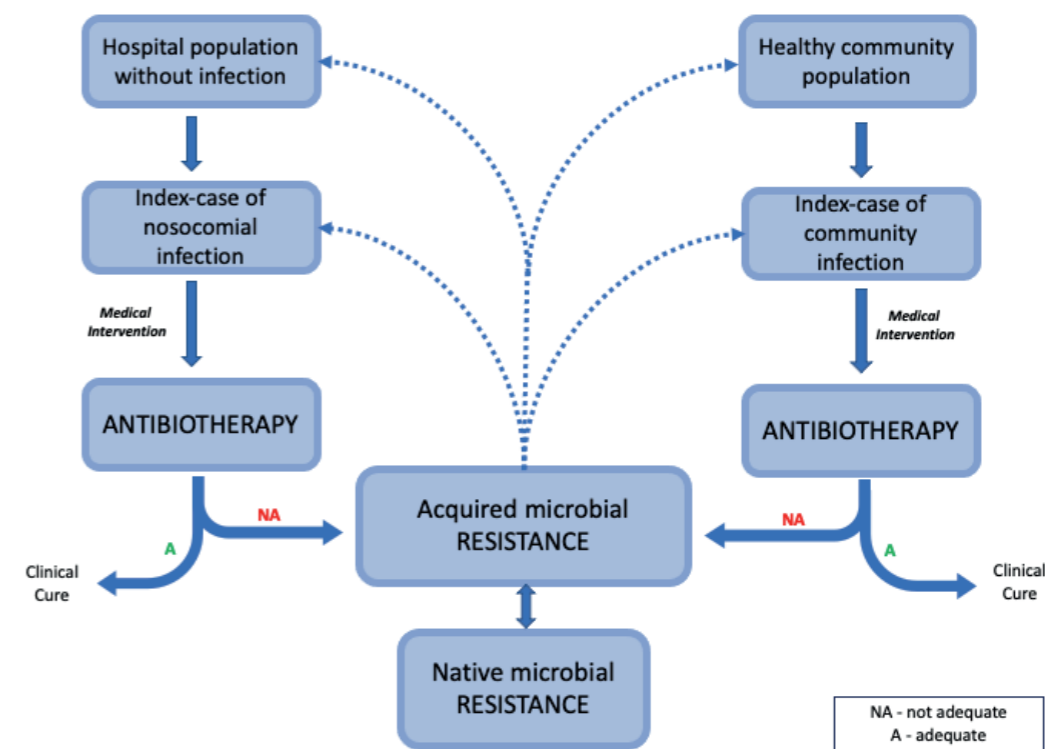 Hospital population
without infection
Healthy community
population
Index-case of
nosocomial
infection
Index-case of
community
infection
Medical
Intervention
Medical
Intervention
ANTIBIOTHERAPY
ANTIBIOTHERAPY
NA
A
Clinical
Cure
Acquired microbial
RESISTANCE
NA
A
Clinical
Cure
Native microbial
RESISTANCE
NA - not adequate
A - adequate